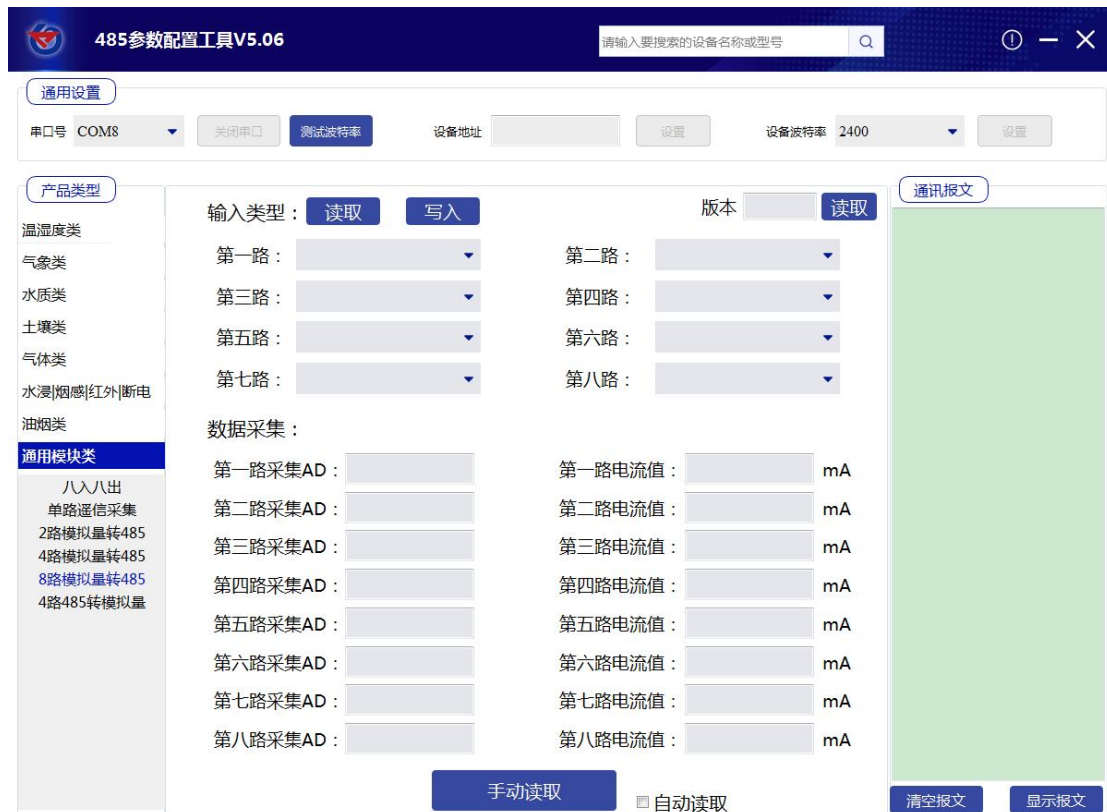 485参数配置工具V5.06
请输入要搜索的设备名称或型号
通用设置
串口号 COM8 关闭串口 测试波特率 设备地址 设置 设备波特率 2400 设置
产品类型
温湿度类
气象类
水质类
土壤类
气体类
水浸|烟感|红外|断电
油烟类
通用模块类
八入八出
单路遥信采集
2路模拟量转485
4路模拟量转485
8路模拟量转485
4路485转模拟量
输入类型： 读取 写入 版本 读取
第一路： 第二路：
第三路： 第四路：
第五路： 第六路：
第七路： 第八路：
数据采集：
第一路采集AD： 第一路电流值： mA
第二路采集AD： 第二路电流值： mA
第三路采集AD： 第三路电流值： mA
第四路采集AD： 第四路电流值： mA
第五路采集AD： 第五路电流值： mA
第六路采集AD： 第六路电流值： mA
第七路采集AD： 第七路电流值： mA
第八路采集AD： 第八路电流值： mA
手动读取 自动读取
通讯报文
清空报文 显示报文